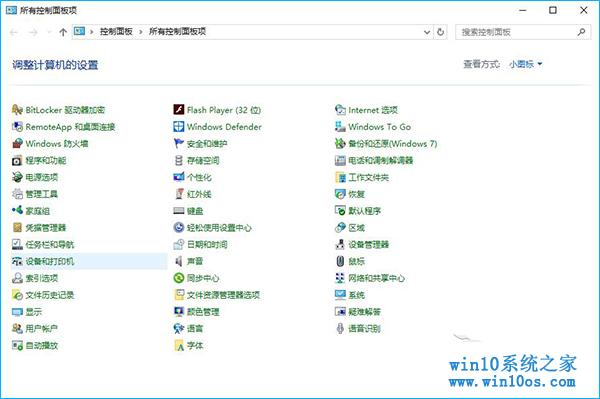 所有控制面板项
控制面板 所有控制面板项 搜索控制面板
调整计算机的设置 查看方式: 小图标
BitLocker 驱动器加密 Flash Player (32 位) Internet 选项
RemoteApp 和桌面连接 Windows Defender Windows To Go
Windows 防火墙 安全和维护 备份和还原(Windows 7)
程序和功能 存储空间 电话和调制解调器
电源选项 个性化 工作文件夹
管理工具 红外线 恢复
家庭组 键盘 默认程序
凭据管理器 轻松使用设置中心 区域
任务栏和导航 日期和时间 设备管理器
设备和打印机 声音 鼠标
索引选项 同步中心 网络和共享中心
文件历史记录 文件资源管理器选项 系统
显示 颜色管理 疑难解答
用户帐户 语言 语音识别
自动播放 字体
win10系统之家
www.win10os.com